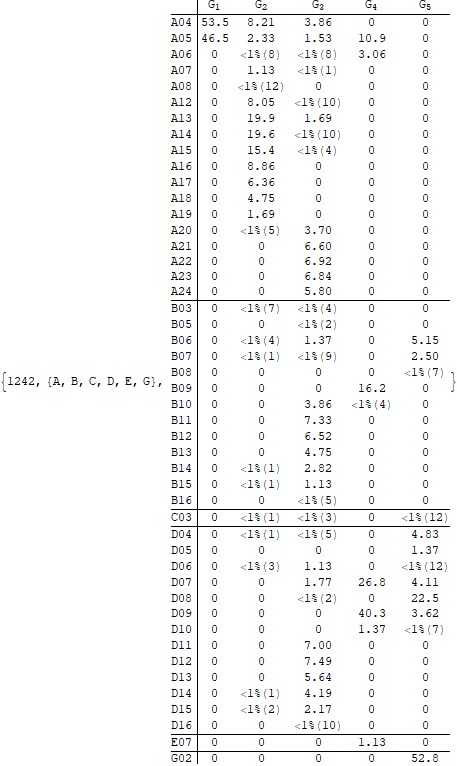 G1 G2 G3 G4 G5
A04 53.5 8.21 3.86 0 0
A05 46.5 2.33 1.53 10.9 0
A06 0 <1%(8) <1%(8) 3.06 0
A07 0 1.13 <1%(1) 0 0
A08 0 <1%(12) 0 0 0
A12 0 8.05 <1%(10) 0 0
A13 0 19.9 1.69 0 0
A14 0 19.6 <1%(10) 0 0
A15 0 15.4 <1%(4) 0 0
A16 0 8.86 0 0 0
A17 0 6.36 0 0 0
A18 0 4.75 0 0 0
A19 0 1.69 0 0 0
A20 0 <1%(5) 3.70 0 0
A21 0 0 6.60 0 0
A22 0 0 6.92 0 0
A23 0 0 6.84 0 0
A24 0 0 5.80 0 0
B03 0 <1%(7) <1%(4) 0 0
B05 0 0 <1%(2) 0 0
B06 0 <1%(4) 1.37 0 5.15
B07 0 <1%(1) <1%(9) 0 2.50
B08 0 0 0 0 <1%(7)
{1242, {A, B, C, D, E, G}, B09 0 0 0 16.2 0 }
B10 0 0 3.86 <1%(4) 0
B11 0 0 7.33 0 0
B12 0 0 6.52 0 0
B13 0 0 4.75 0 0
B14 0 <1%(1) 2.82 0 0
B15 0 <1%(1) 1.13 0 0
B16 0 0 <1%(5) 0 0
C03 0 <1%(1) <1%(3) 0 <1%(12)
D04 0 <1%(1) <1%(5) 0 4.83
D05 0 0 0 0 1.37
D06 0 <1%(3) 1.13 0 <1%(12)
D07 0 0 1.77 26.8 4.11
D08 0 0 <1%(2) 0 22.5
D09 0 0 0 40.3 3.62
D10 0 0 0 1.37 <1%(7)
D11 0 0 7.00 0 0
D12 0 0 7.49 0 0
D13 0 0 5.64 0 0
D14 0 <1%(1) 4.19 0 0
D15 0 <1%(2) 2.17 0 0
D16 0 0 <1%(10) 0 0
E07 0 0 0 1.13 0
G02 0 0 0 0 52.8